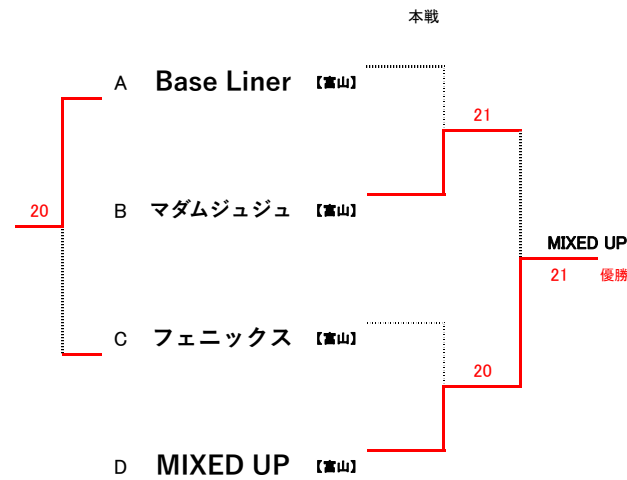 本戦
A Base Liner 【富山】
21
20 B マダムジュジュ 【富山】
MIXED UP
21 優勝
C フェニックス 【富山】
20
D MIXED UP 【富山】